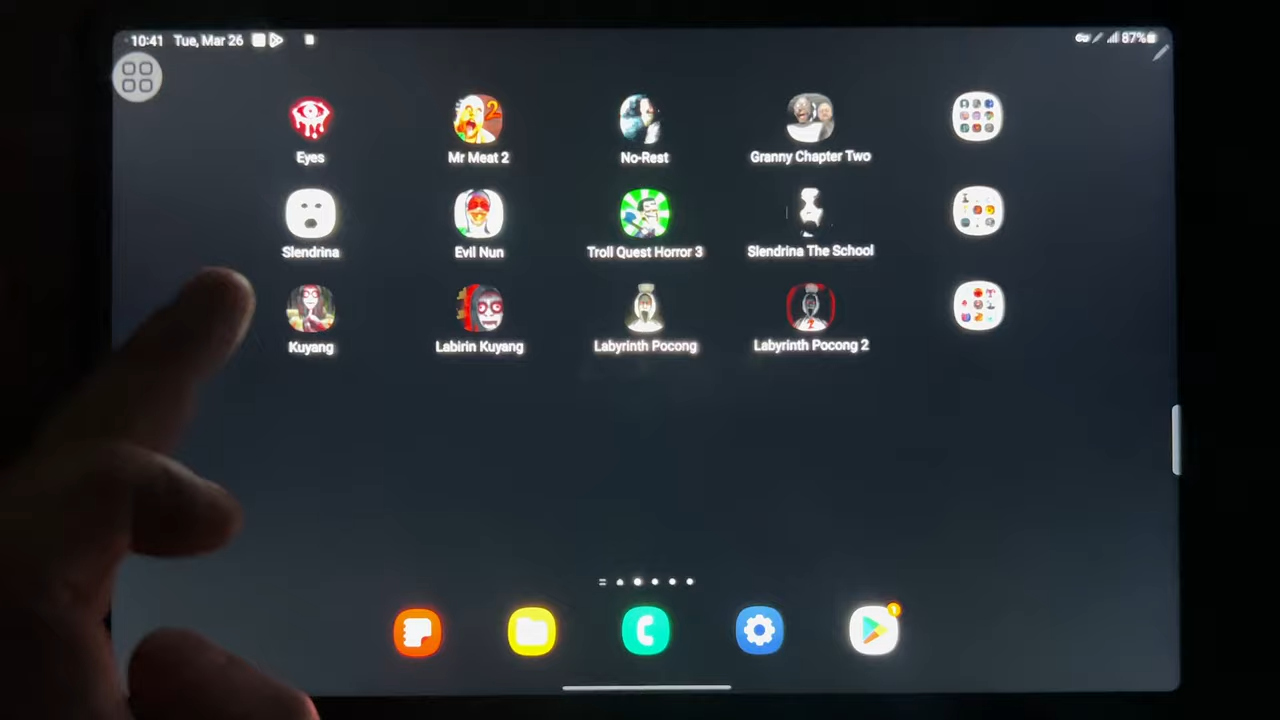 10:41 Tue, Mar 26
87%
Eyes
Mr Meat 2
No-Rest
Granny Chapter Two
Slendrina
Evil Nun
Troll Quest Horror 3
Slendrina The School
Kuyang
Labirin Kuyang
Labyrinth Pocong
Labyrinth Pocong 2